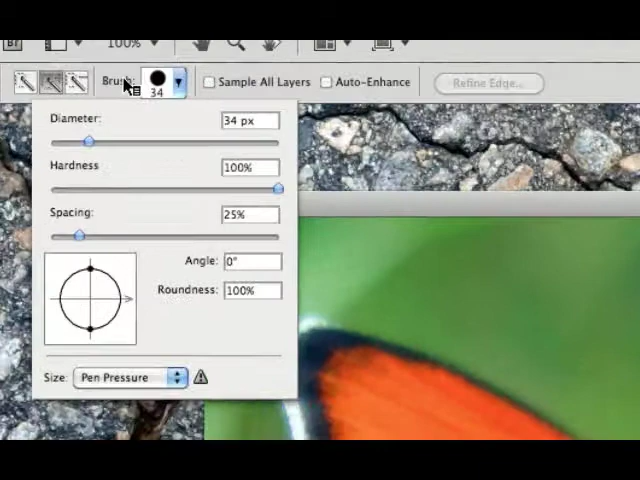 Br 100%
Brush: 34 Sample All Layers Auto-Enhance Refine Edge...
Diameter: 34 px
Hardness 100%
Spacing: 25%
Angle: 0°
Roundness: 100%
Size: Pen Pressure